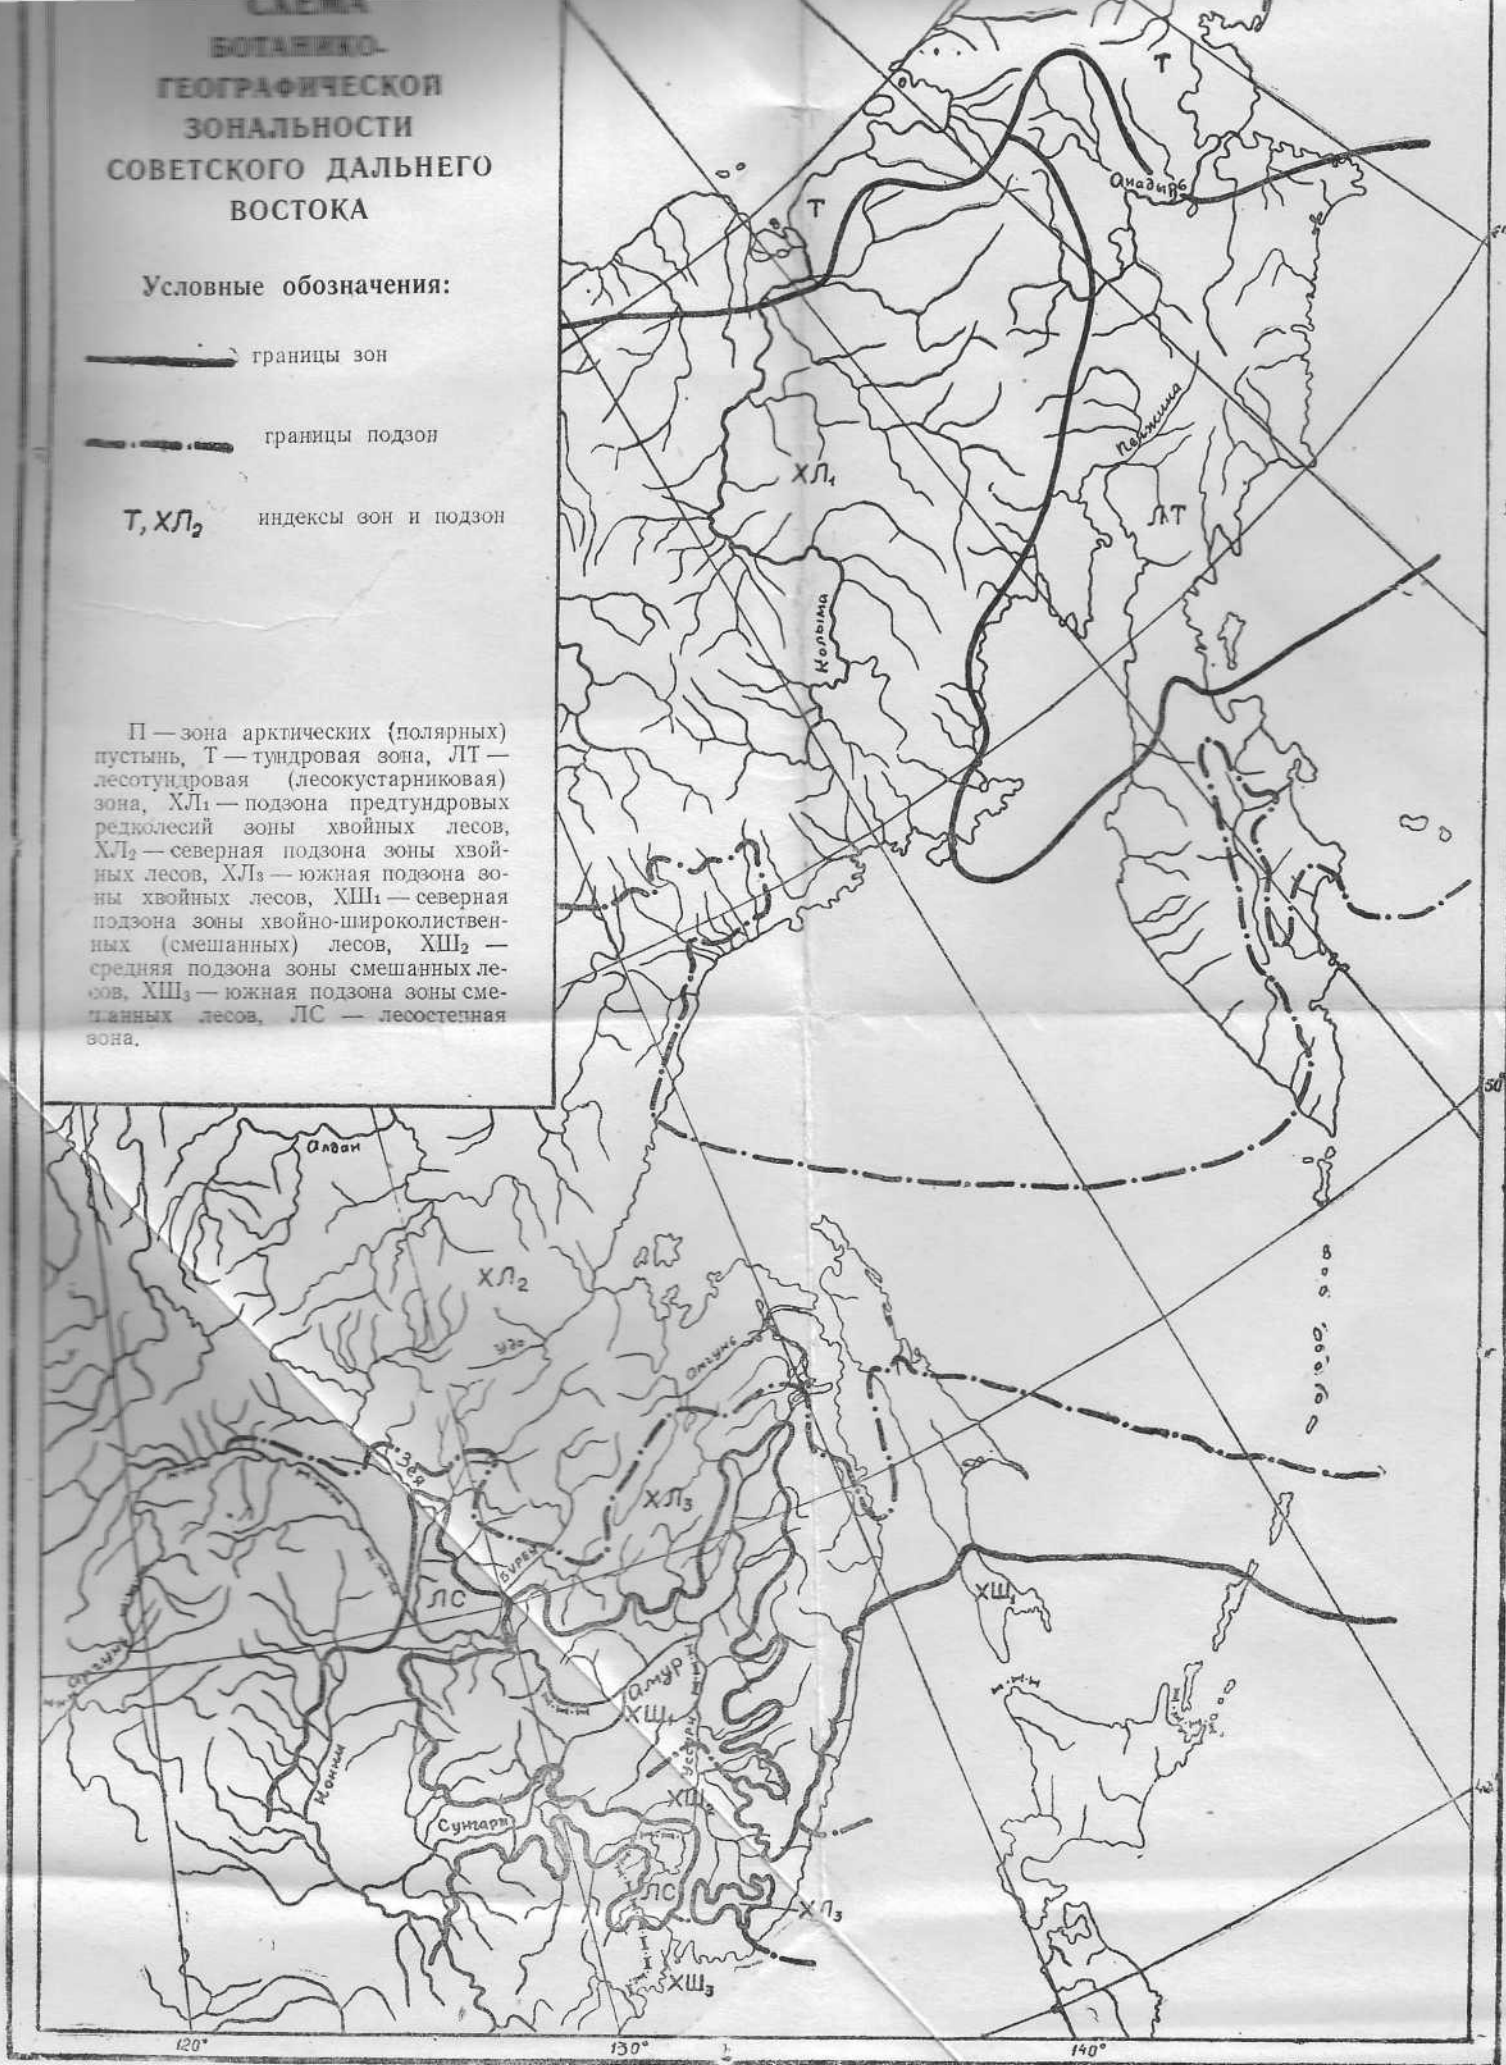 СХЕМА
БОТАНИКО-
ГЕОГРАФИЧЕСКОЙ
ЗОНАЛЬНОСТИ
СОВЕТСКОГО ДАЛЬНЕГО
ВОСТОКА
Условные обозначения:
границы зон
границы подзон
Т, ХЛ₂ индексы зон и подзон
П — зона арктических (полярных)
пустынь, Т — тундровая зона, ЛТ —
лесотундровая (лесокустарниковая)
зона, ХЛ₁ — подзона предтундровых
редколесий зоны хвойных лесов,
ХЛ₂ — северная подзона зоны хвой-
ных лесов, ХЛ₃ — южная подзона зо-
ны хвойных лесов, ХШ₁ — северная
подзона зоны хвойно-широколиствен-
ных (смешанных) лесов, ХШ₂ —
средняя подзона зоны смешанных ле-
сов, ХШ₃ — южная подзона зоны сме-
шанных лесов, ЛС — лесостепная
зона.
Т
Анадырь
Т
Пенжина
ХЛ₁
ЛТ
Колыма
50°
Алдан
ХЛ₂
Уда
Амгунь
Зея
ХЛ₃
Бурея
ЛС
ХШ₁
Аргунь
Амур
ХШ₁
Уссури
Нонни
ХШ₂
Сунгари
40°
ЛС
ХЛ₃
ХШ₃
120°
130°
140°